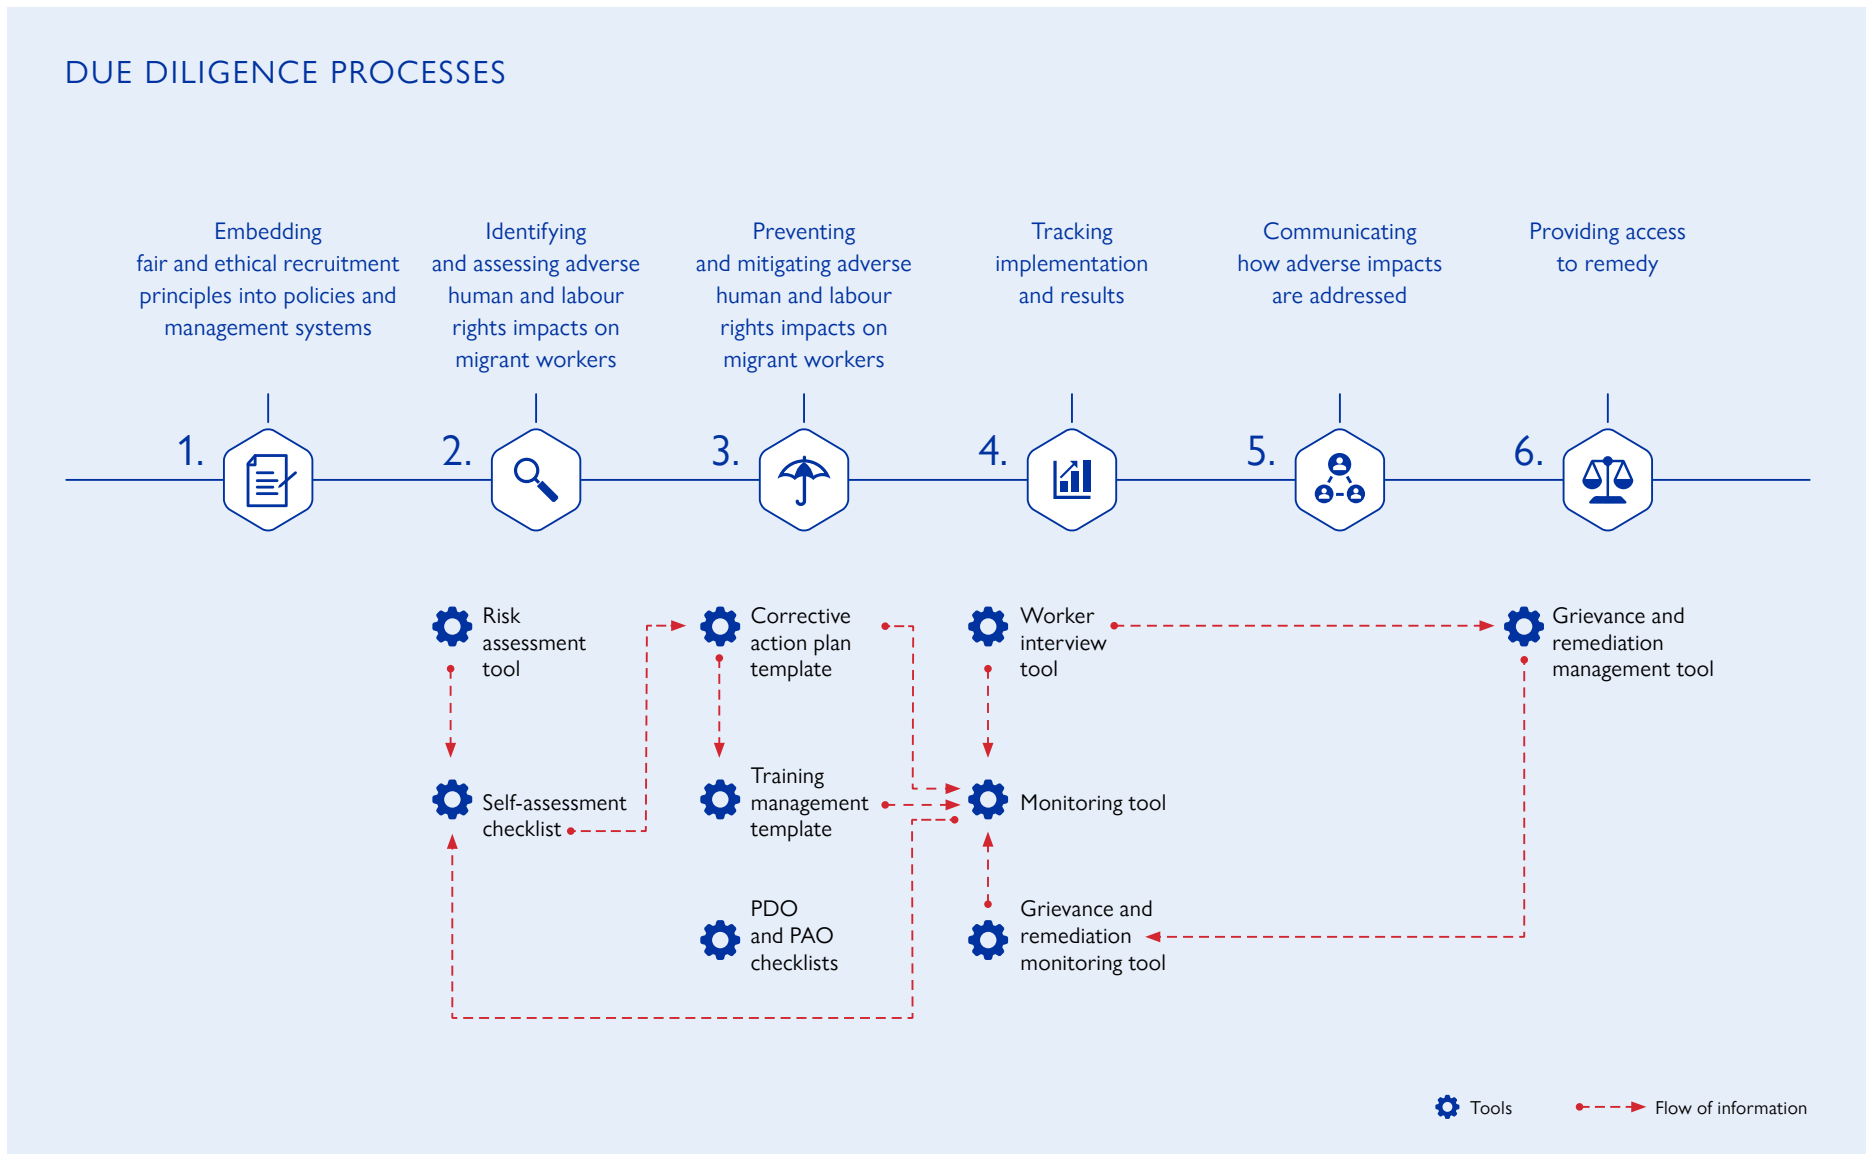 DUE DILIGENCE PROCESSES
Embedding
fair and ethical recruitment
principles into policies and
management systems
Identifying
and assessing adverse
human and labour
rights impacts on
migrant workers
Preventing
and mitigating adverse
human and labour
rights impacts on
migrant workers
Tracking
implementation
and results
Communicating
how adverse impacts
are addressed
Providing access
to remedy
1.
2.
3.
4.
5.
6.
Risk
assessment
tool
Self-assessment
checklist
Corrective
action plan
template
Training
management
template
PDO
and PAO
checklists
Worker
interview
tool
Monitoring tool
Grievance and
remediation
monitoring tool
Grievance and
remediation
management tool
Tools
Flow of information